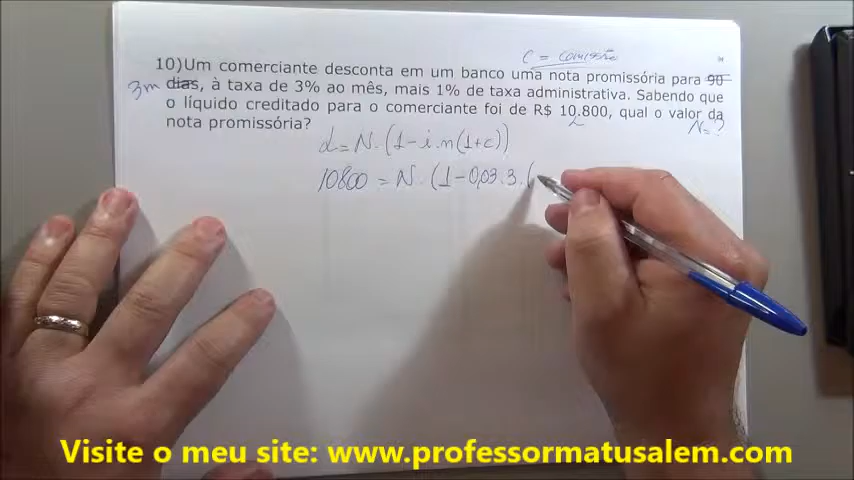 C = comissão
10)Um comerciante desconta em um banco uma nota promissória para 90
3m dias, à taxa de 3% ao mês, mais 1% de taxa administrativa. Sabendo que
o líquido creditado para o comerciante foi de R$ 10.800, qual o valor da
L N=?
nota promissória?
L=N.(1-i.n(1+c))
10800 = N.(1-0,03.3.(
Visite o meu site: www.professormatusalem.com